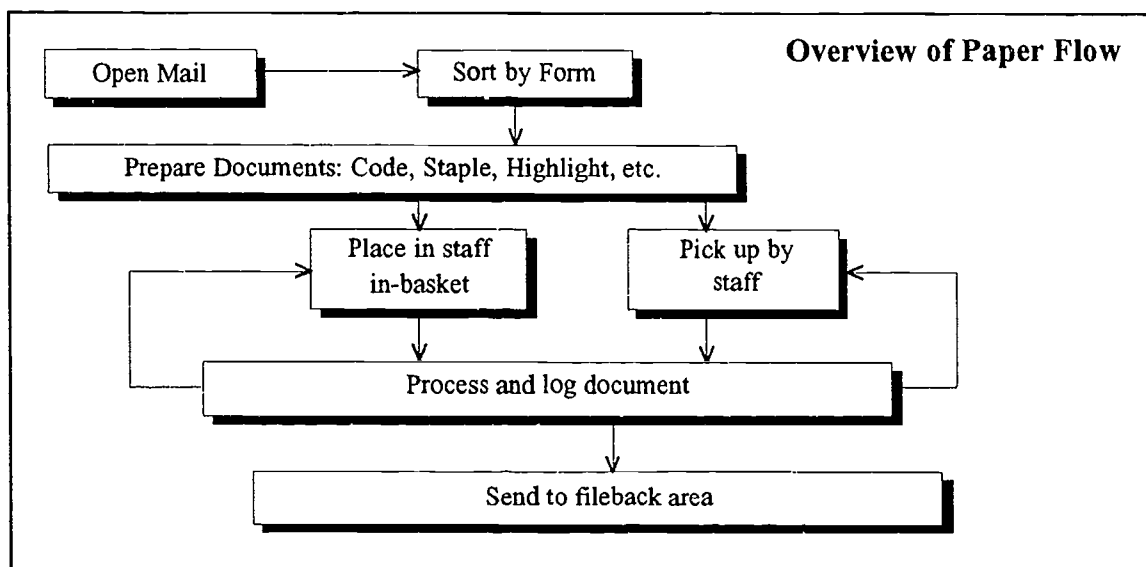 Overview of Paper Flow
Open Mail
Sort by Form
Prepare Documents: Code, Staple, Highlight, etc.
Place in staff
in-basket
Pick up by
staff
Process and log document
Send to fileback area